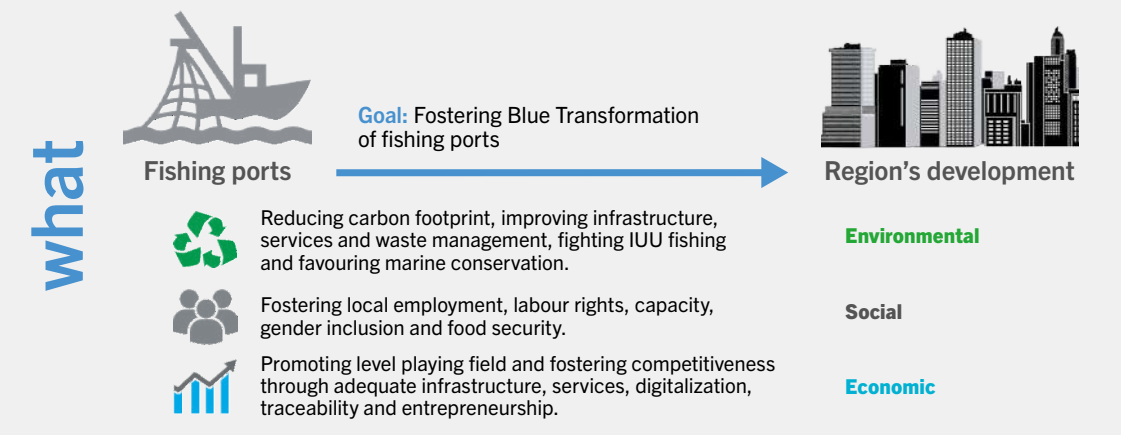 what
Goal: Fostering Blue Transformation
of fishing ports
Fishing ports
Region's development
Reducing carbon footprint, improving infrastructure,
services and waste management, fighting IUU fishing
and favouring marine conservation.
Environmental
Fostering local employment, labour rights, capacity,
gender inclusion and food security.
Social
Promoting level playing field and fostering competitiveness
through adequate infrastructure, services, digitalization,
traceability and entrepreneurship.
Economic